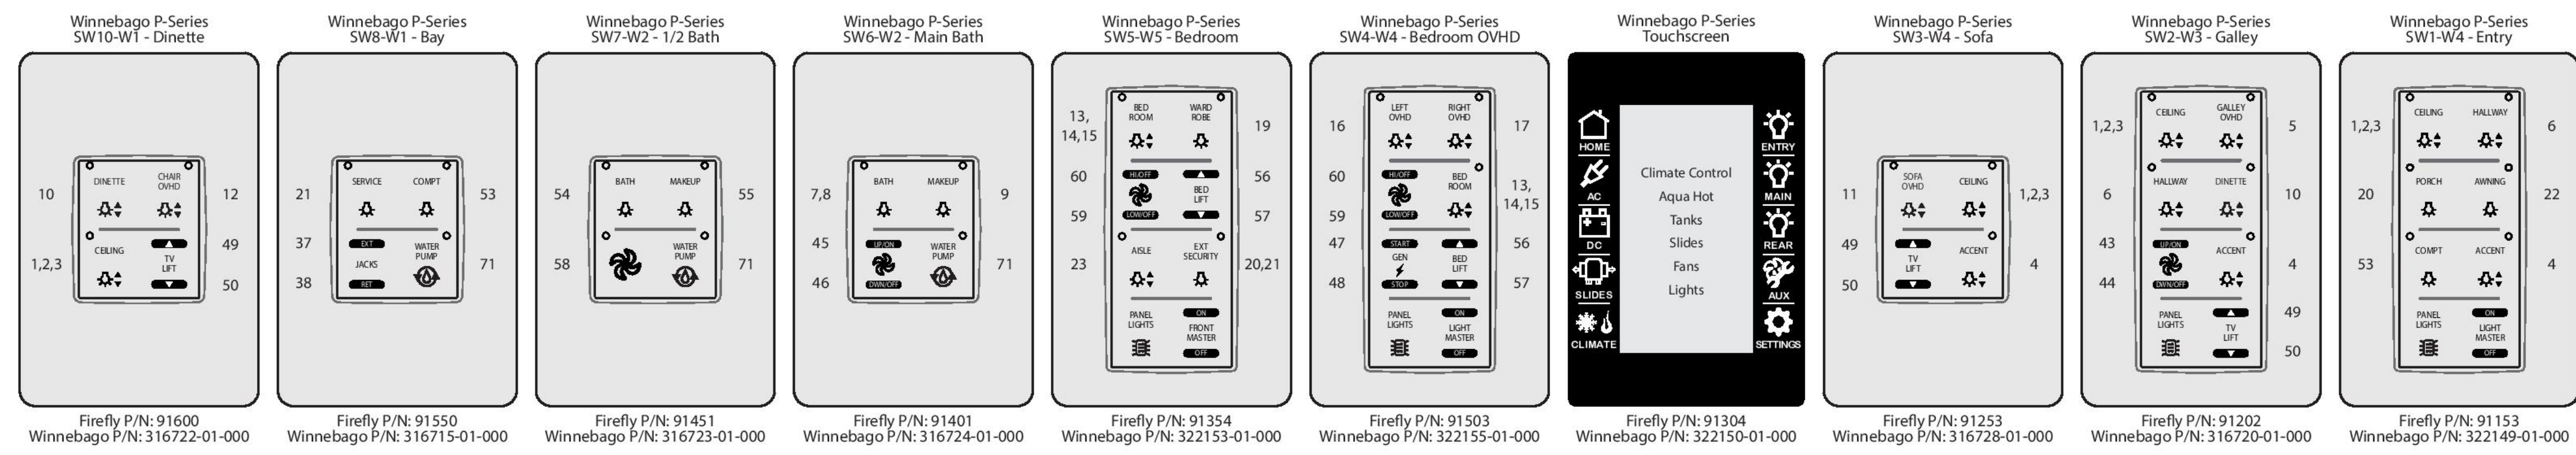 Winnebago P-Series
SW10-W1 - Dinette
DINETTE
CHAIR
OVHD
10
12
CEILING
TV
LIFT
1,2,3
49
50
Firefly P/N: 91600
Winnebago P/N: 316722-01-000
Winnebago P-Series
SW8-W1 - Bay
SERVICE
COMPT
21
53
37
EXT
JACKS
RET
38
WATER
PUMP
71
Firefly P/N: 91550
Winnebago P/N: 316715-01-000
Winnebago P-Series
SW7-W2 - 1/2 Bath
BATH
MAKEUP
54
55
58
WATER
PUMP
71
Firefly P/N: 91451
Winnebago P/N: 316723-01-000
Winnebago P-Series
SW6-W2 - Main Bath
BATH
MAKEUP
7,8
9
45
UP/ON
DWN/OFF
46
WATER
PUMP
71
Firefly P/N: 91401
Winnebago P/N: 316724-01-000
Winnebago P-Series
SW5-W5 - Bedroom
13,
14,15
BED
ROOM
WARD
ROBE
19
60
HI/OFF
LOW/OFF
59
BED
LIFT
56
57
23
AISLE
EXT
SECURITY
20,21
PANEL
LIGHTS
ON
FRONT
MASTER
OFF
Firefly P/N: 91354
Winnebago P/N: 322153-01-000
Winnebago P-Series
SW4-W4 - Bedroom OVHD
16
LEFT
OVHD
RIGHT
OVHD
17
60
HI/OFF
LOW/OFF
59
BED
ROOM
13,
14,15
47
START
GEN
STOP
48
BED
LIFT
56
57
PANEL
LIGHTS
ON
LIGHT
MASTER
OFF
Firefly P/N: 91503
Winnebago P/N: 322155-01-000
Winnebago P-Series
Touchscreen
HOME
AC
DC
SLIDES
CLIMATE
Climate Control
Aqua Hot
Tanks
Slides
Fans
Lights
ENTRY
MAIN
REAR
AUX
SETTINGS
Firefly P/N: 91304
Winnebago P/N: 322150-01-000
Winnebago P-Series
SW3-W4 - Sofa
11
SOFA
OVHD
CEILING
1,2,3
49
TV
LIFT
50
ACCENT
4
Firefly P/N: 91253
Winnebago P/N: 316728-01-000
Winnebago P-Series
SW2-W3 - Galley
1,2,3
CEILING
GALLEY
OVHD
5
6
HALLWAY
DINETTE
10
43
UP/ON
DWN/OFF
44
ACCENT
4
PANEL
LIGHTS
TV
LIFT
49
50
Firefly P/N: 91202
Winnebago P/N: 316720-01-000
Winnebago P-Series
SW1-W4 - Entry
1,2,3
CEILING
HALLWAY
6
20
PORCH
AWNING
22
53
COMPT
ACCENT
4
PANEL
LIGHTS
ON
LIGHT
MASTER
OFF
Firefly P/N: 91153
Winnebago P/N: 322149-01-000